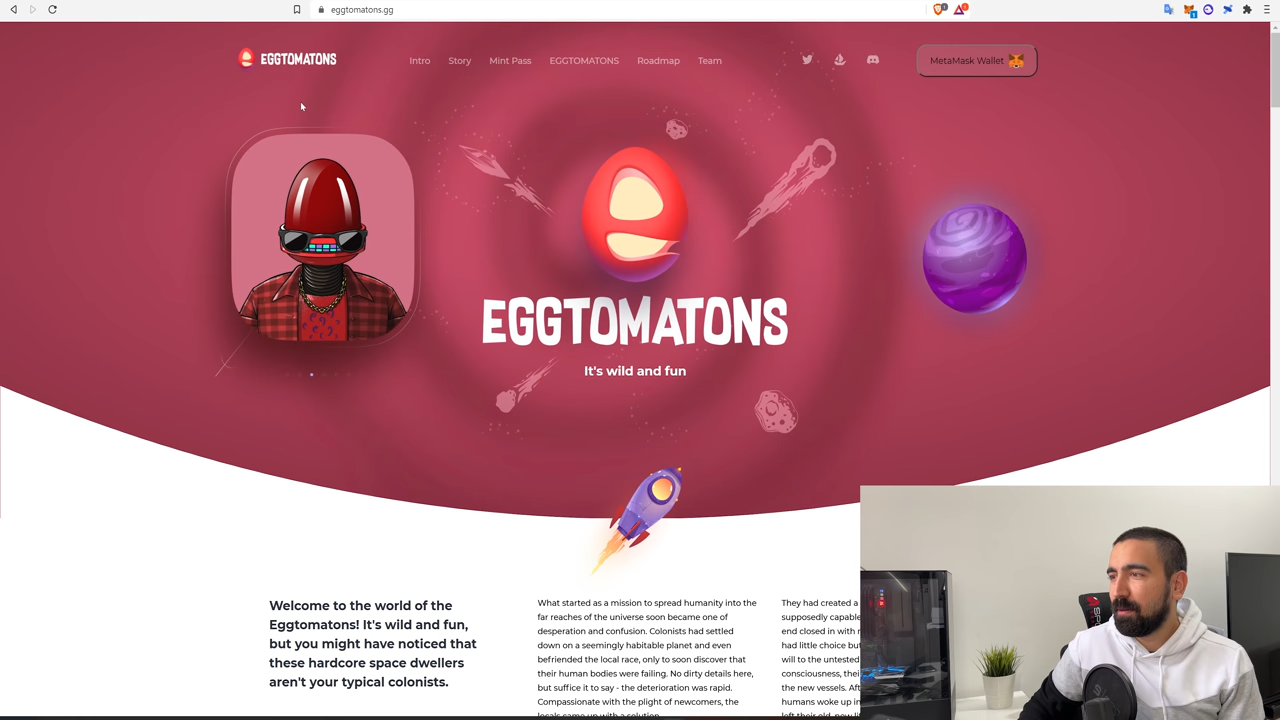 eggtomatons.gg
EGGTOMATONS
Intro Story Mint Pass EGGTOMATONS Roadmap Team
MetaMask Wallet
EGGTOMATONS
It's wild and fun
Welcome to the world of the
Eggtomatons! It's wild and fun,
but you might have noticed that
these hardcore space dwellers
aren't your typical colonists.
What started as a mission to spread humanity into the
far reaches of the universe soon became one of
desperation and confusion. Colonists had settled
down on a seemingly habitable planet and even
befriended the local race, only to soon discover that
their human bodies were failing. No dirty details here,
but suffice it to say - the deterioration was rapid.
Compassionate with the plight of newcomers, the
locals came up with a solution.
They had created a
supposedly capable
end closed in with
had little choice but
will to the untested
consciousness, their
the new vessels.
humans woke up in
left their old